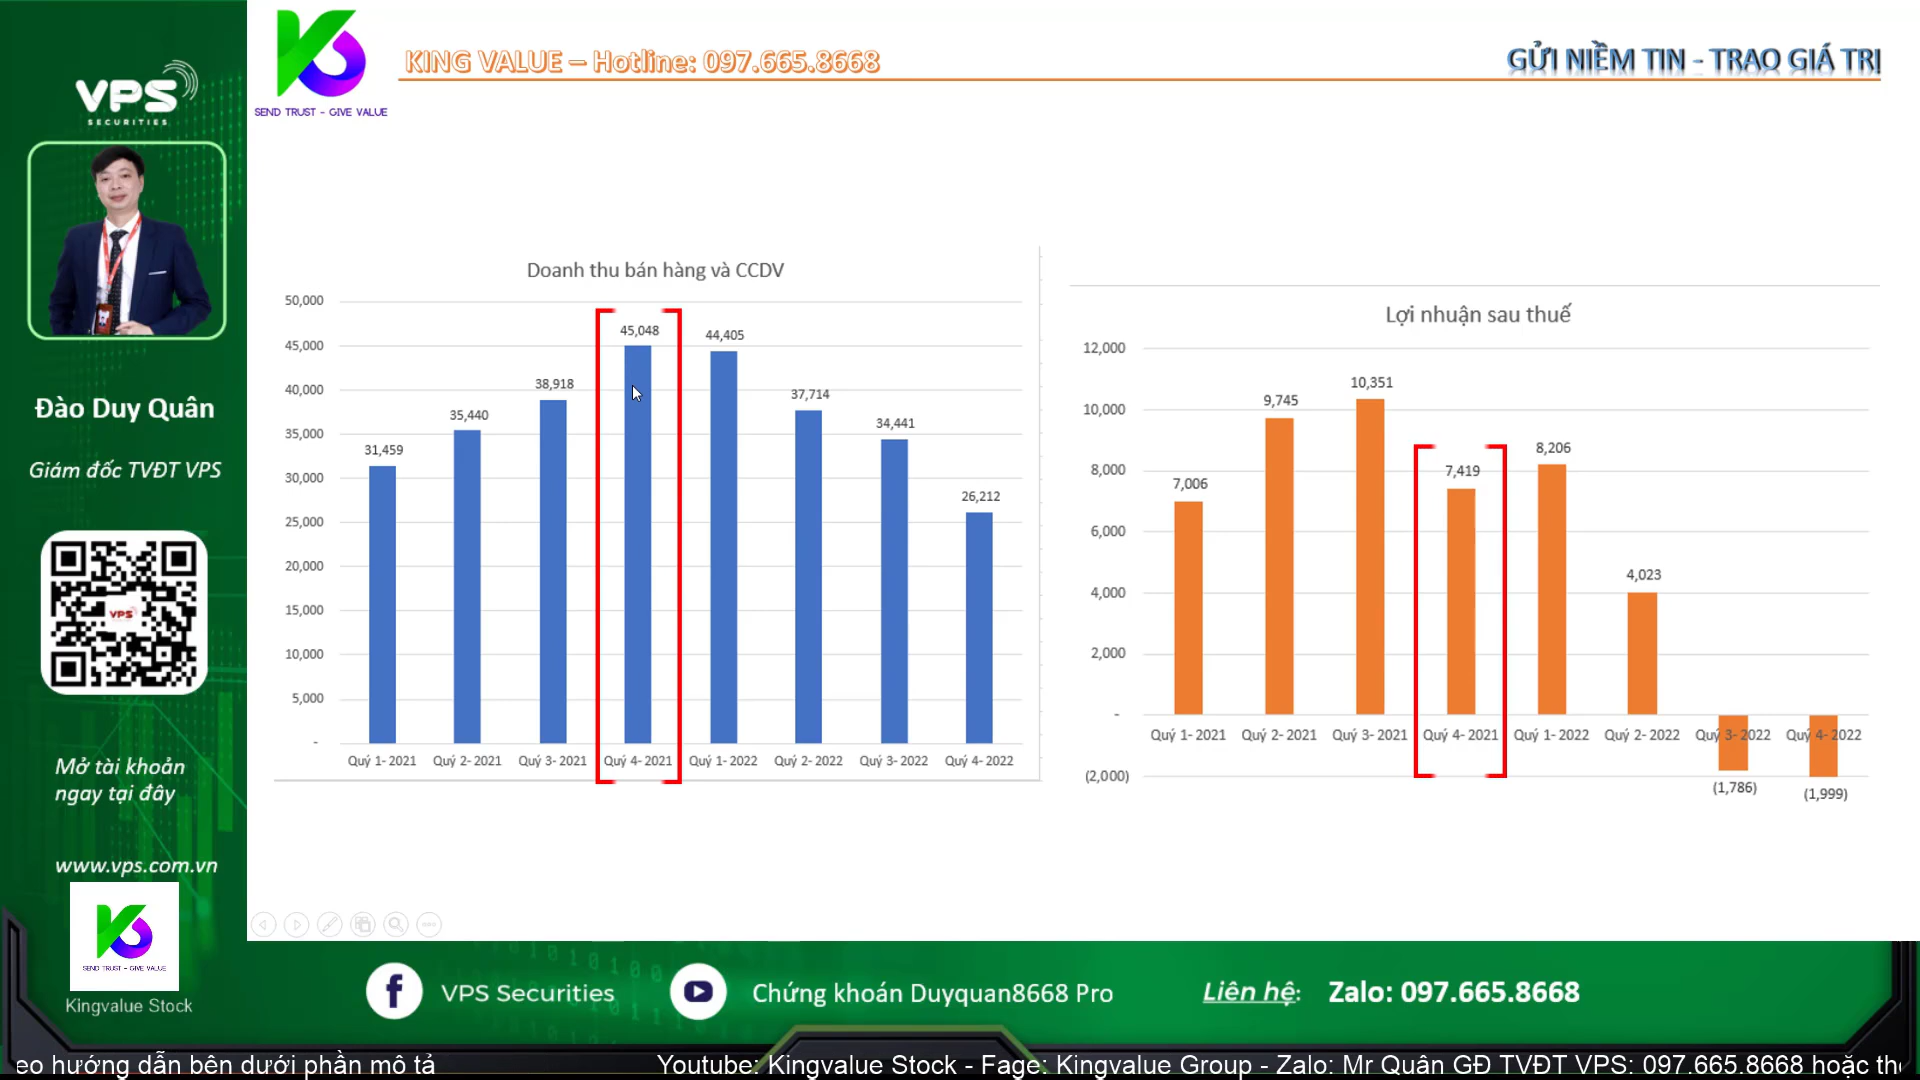 VPS
SECURITIES
Đào Duy Quân
Giám đốc TVĐT VPS
VPS
Mở tài khoản
ngay tại đây
www.vps.com.vn
SEND TRUST - GIVE VALUE
Kingvalue Stock
SEND TRUST - GIVE VALUE
KING VALUE – Hotline: 097.665.8668
GỬI NIỀM TIN - TRAO GIÁ TRỊ
Doanh thu bán hàng và CCDV
50,000
45,000
40,000
35,000
30,000
25,000
20,000
15,000
10,000
5,000
-
31,459
35,440
38,918
45,048
44,405
37,714
34,441
26,212
Quý 1- 2021
Quý 2- 2021
Quý 3- 2021
Quý 4- 2021
Quý 1- 2022
Quý 2- 2022
Quý 3- 2022
Quý 4- 2022
Lợi nhuận sau thuế
12,000
10,000
8,000
6,000
4,000
2,000
-
(2,000)
7,006
9,745
10,351
7,419
8,206
4,023
(1,786)
(1,999)
Quý 1- 2021
Quý 2- 2021
Quý 3- 2021
Quý 4- 2021
Quý 1- 2022
Quý 2- 2022
Quý 3- 2022
Quý 4- 2022
VPS Securities
Chứng khoán Duyquan8668 Pro
Liên hệ: Zalo: 097.665.8668
eo hướng dẫn bên dưới phần mô tả
Youtube: Kingvalue Stock - Fage: Kingvalue Group - Zalo: Mr Quân GĐ TVĐT VPS: 097.665.8668 hoặc the